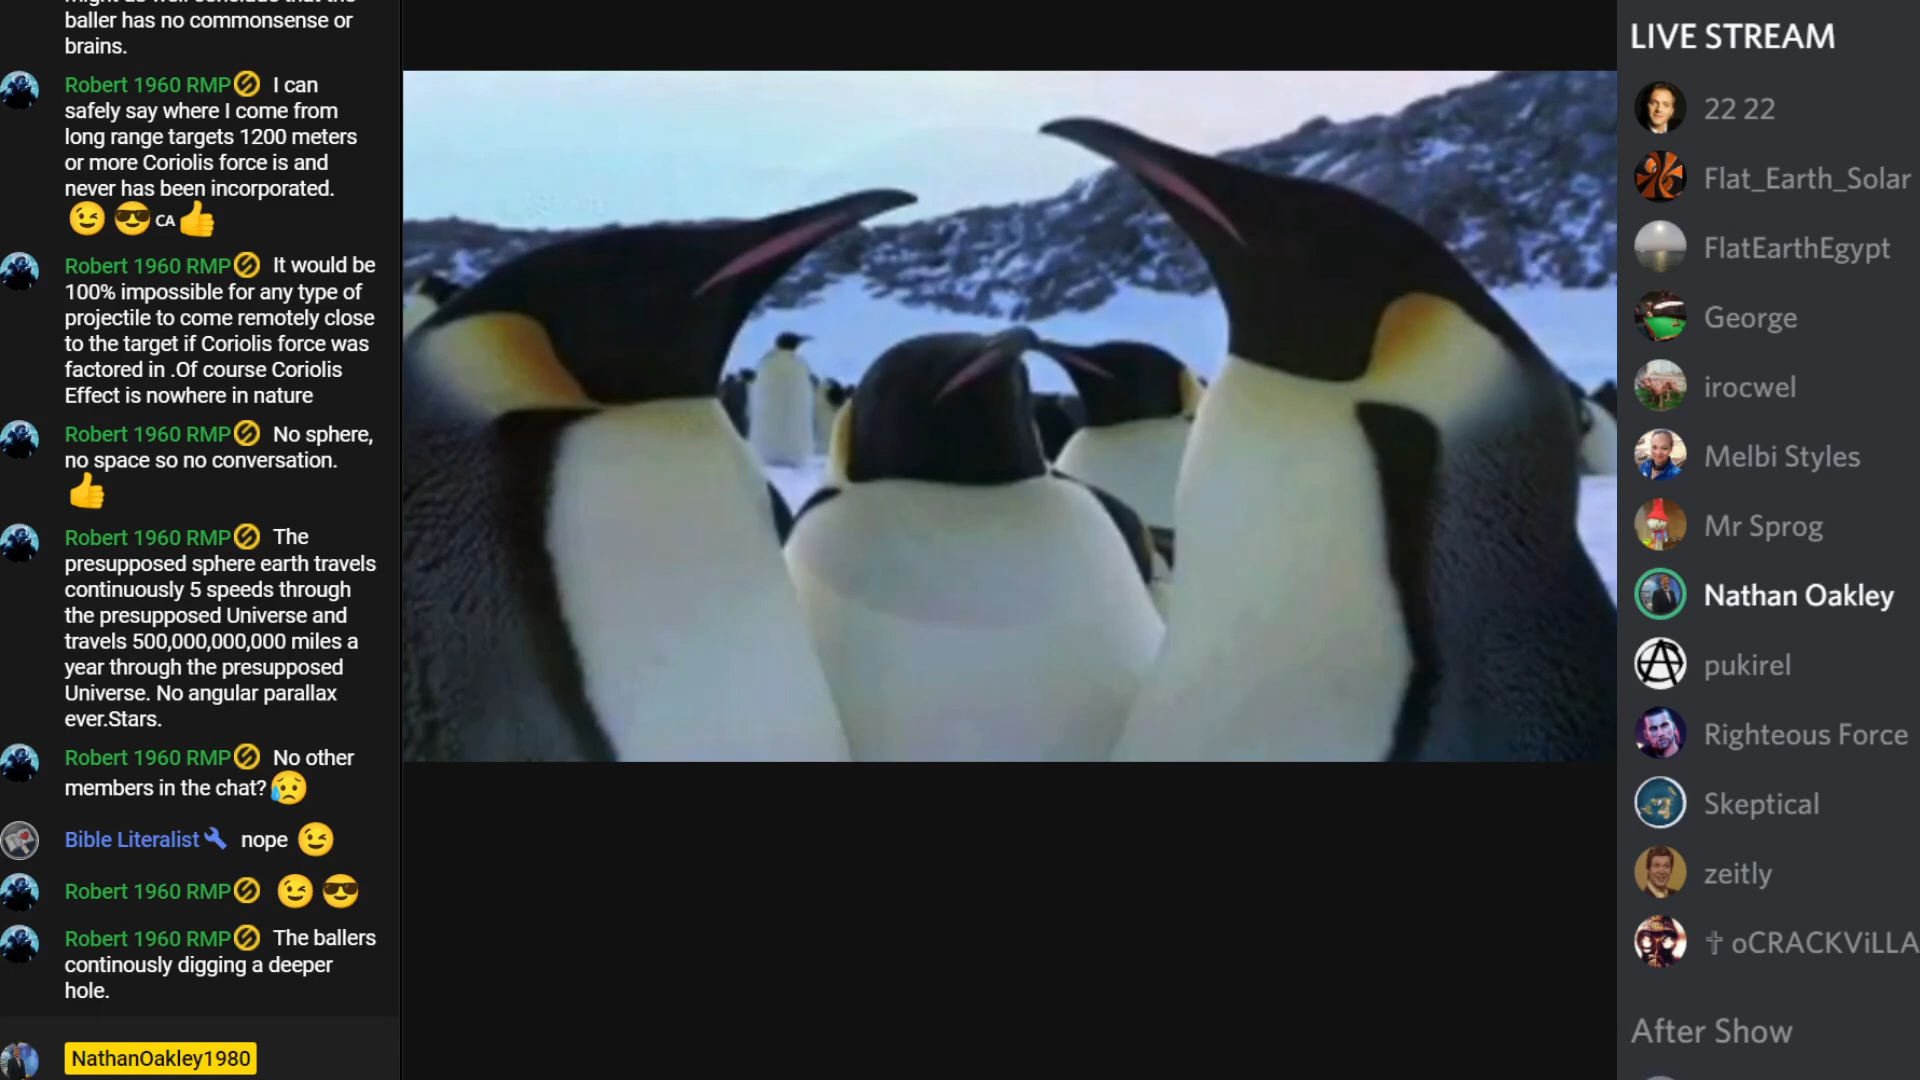 baller has no commonsense or
brains.
Robert 1960 RMP I can
safely say where I come from
long range targets 1200 meters
or more Coriolis force is and
never has been incorporated.
CA
Robert 1960 RMP It would be
100% impossible for any type of
projectile to come remotely close
to the target if Coriolis force was
factored in .Of course Coriolis
Effect is nowhere in nature
Robert 1960 RMP No sphere,
no space so no conversation.
Robert 1960 RMP The
presupposed sphere earth travels
continuously 5 speeds through
the presupposed Universe and
travels 500,000,000,000 miles a
year through the presupposed
Universe. No angular parallax
ever.Stars.
Robert 1960 RMP No other
members in the chat?
Bible Literalist nope
Robert 1960 RMP
Robert 1960 RMP The ballers
continously digging a deeper
hole.
NathanOakley1980
LIVE STREAM
22 22
Flat_Earth_Solar
FlatEarthEgypt
George
irocwel
Melbi Styles
Mr Sprog
Nathan Oakley
pukirel
Righteous Force
Skeptical
zeitly
† oCRACKViLLA
After Show